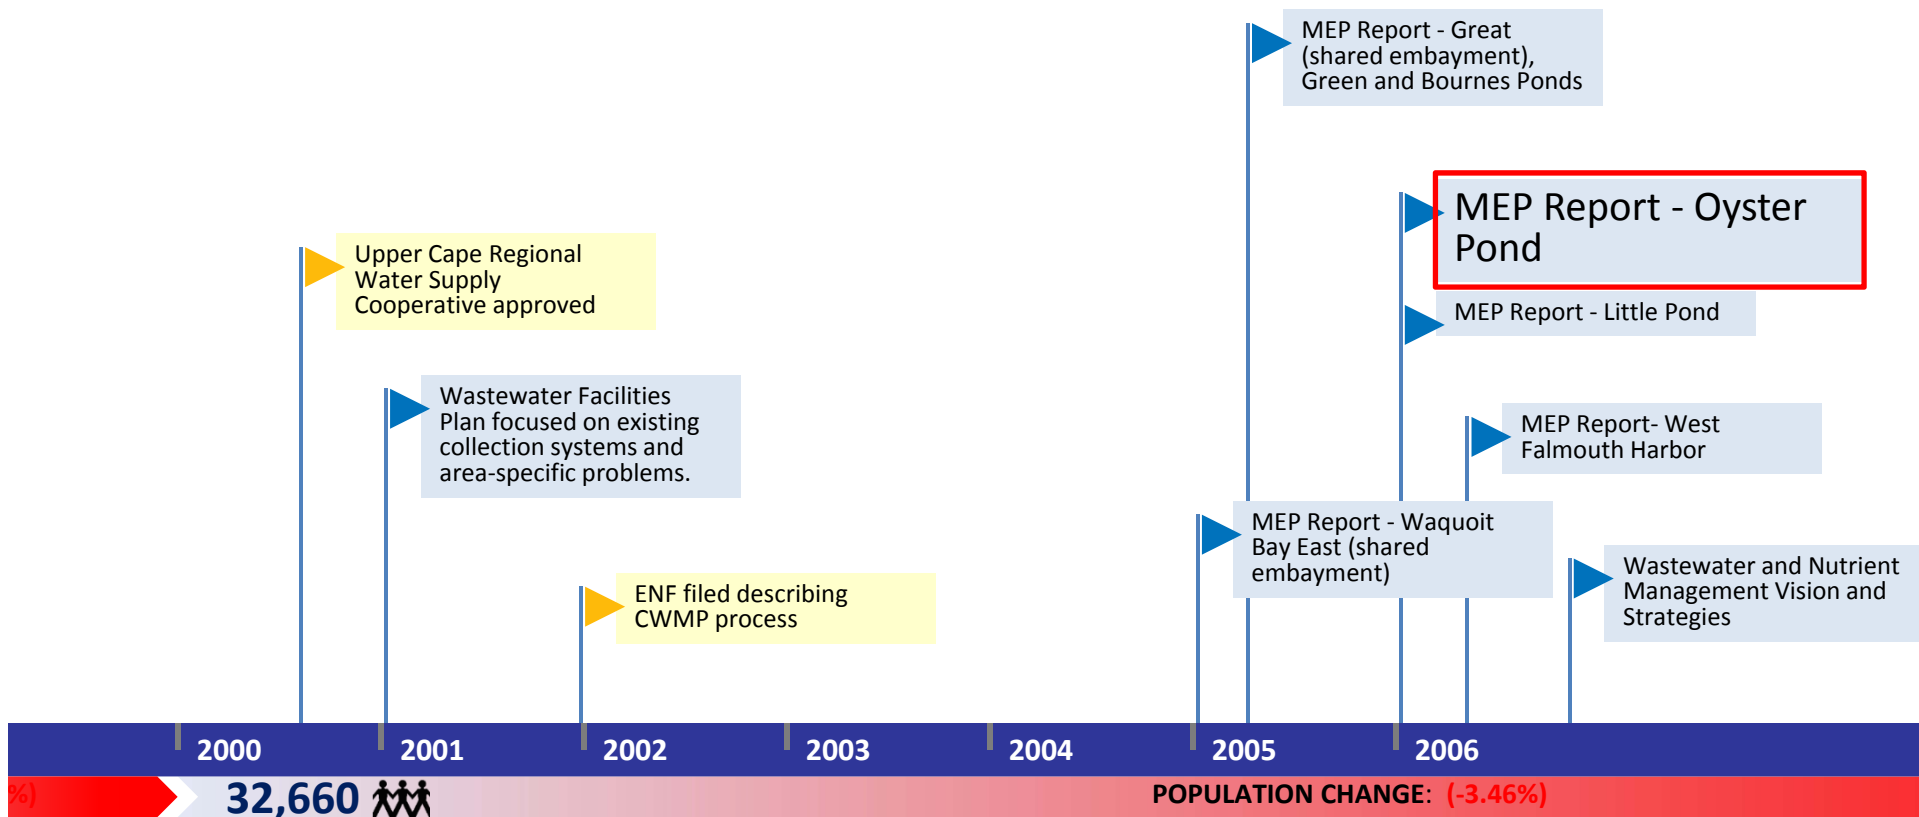 MEP Report - Great
(shared embayment),
Green and Bournes Ponds
MEP Report - Oyster
Pond
Upper Cape Regional
Water Supply
Cooperative approved
MEP Report - Little Pond
Wastewater Facilities
Plan focused on existing
collection systems and
area-specific problems.
MEP Report- West
Falmouth Harbor
MEP Report - Waquoit
Bay East (shared
embayment)
Wastewater and Nutrient
Management Vision and
Strategies
ENF filed describing
CWMP process
2000 2001 2002 2003 2004 2005 2006
%) 32,660 POPULATION CHANGE: (-3.46%)